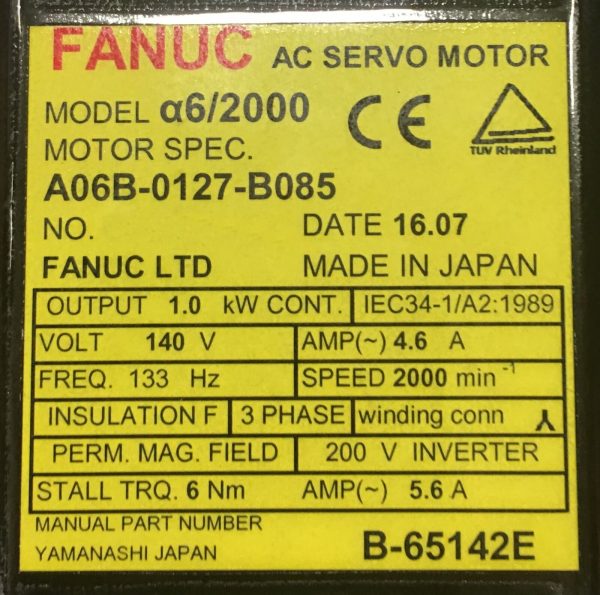 FANUC AC SERVO MOTOR
MODEL α6/2000
CE
TUV Rheinland
MOTOR SPEC.
A06B-0127-B085
NO. DATE 16.07
FANUC LTD MADE IN JAPAN
OUTPUT 1.0 kW CONT. IEC34-1/A2:1989
VOLT 140 V AMP(~) 4.6 A
FREQ. 133 Hz SPEED 2000 min⁻¹
INSULATION F 3 PHASE winding conn
PERM. MAG. FIELD 200 V INVERTER
STALL TRQ. 6 Nm AMP(~) 5.6 A
MANUAL PART NUMBER
YAMANASHI JAPAN B-65142E